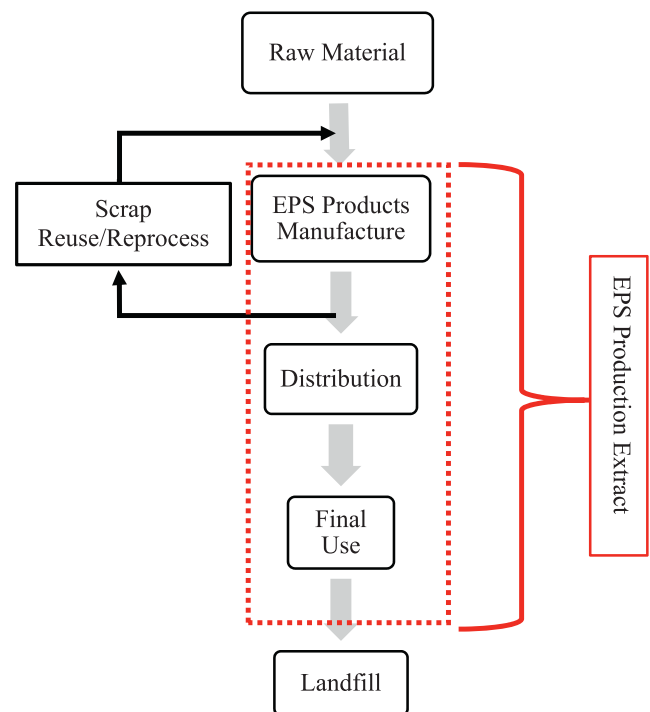 Raw Material
Scrap
Reuse/Reprocess
EPS Products
Manufacture
Distribution
Final
Use
Landfill
EPS Production Extract